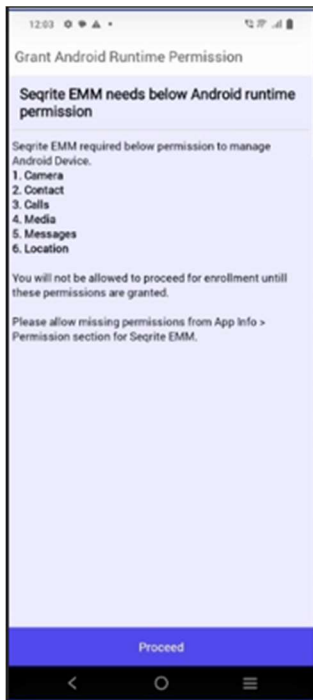 12:03
Grant Android Runtime Permission
Seqrite EMM needs below Android runtime
permission
Seqrite EMM required below permission to manage
Android Device.
1. Camera
2. Contact
3. Calls
4. Media
5. Messages
6. Location
You will not be allowed to proceed for enrollment untill
these permissions are granted.
Please allow missing permissions from App Info >
Permission section for Seqrite EMM.
Proceed